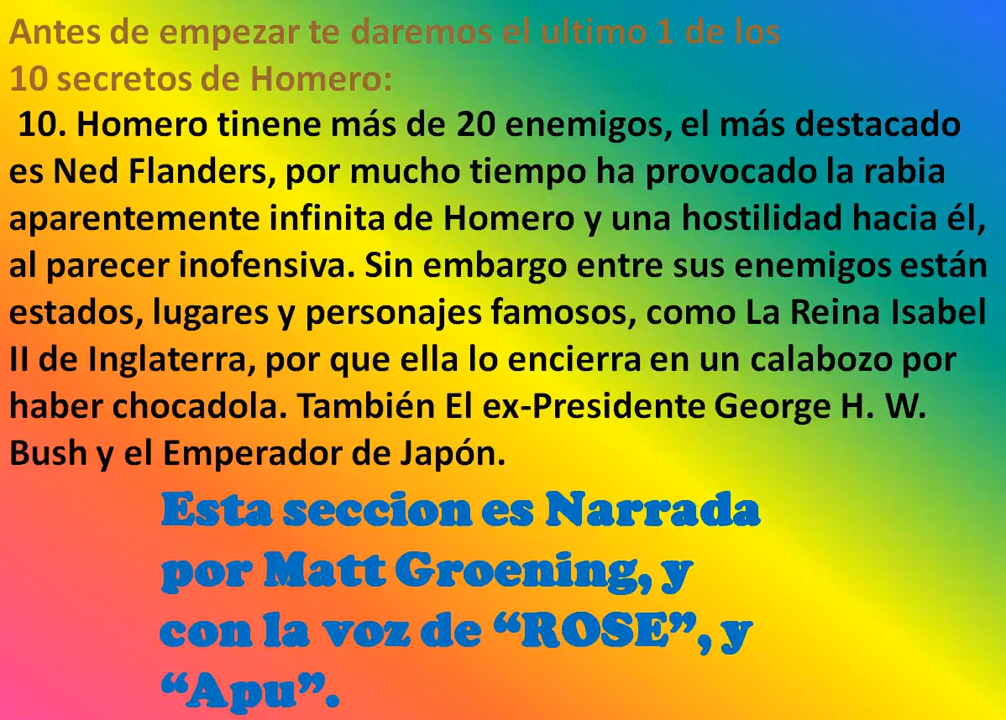 Antes de empezar te daremos el ultimo 1 de los
10 secretos de Homero:
10. Homero tinene más de 20 enemigos, el más destacado
es Ned Flanders, por mucho tiempo ha provocado la rabia
aparentemente infinita de Homero y una hostilidad hacia él,
al parecer inofensiva. Sin embargo entre sus enemigos están
estados, lugares y personajes famosos, como La Reina Isabel
II de Inglaterra, por que ella lo encierra en un calabozo por
haber chocadola. También El ex-Presidente George H. W.
Bush y el Emperador de Japón.
Esta seccion es Narrada
por Matt Groening, y
con la voz de “ROSE”, y
“Apu”.